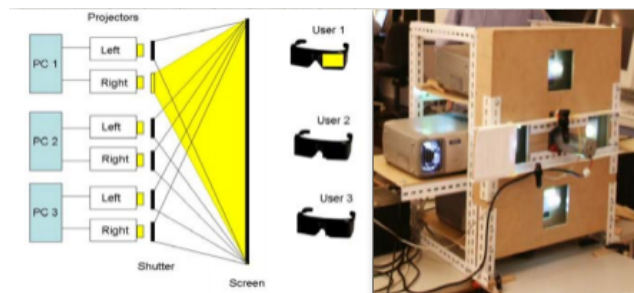 Projectors
User 1
PC 1
Left
Right
User 2
PC 2
Left
Right
User 3
PC 3
Left
Right
Shutter
Screen